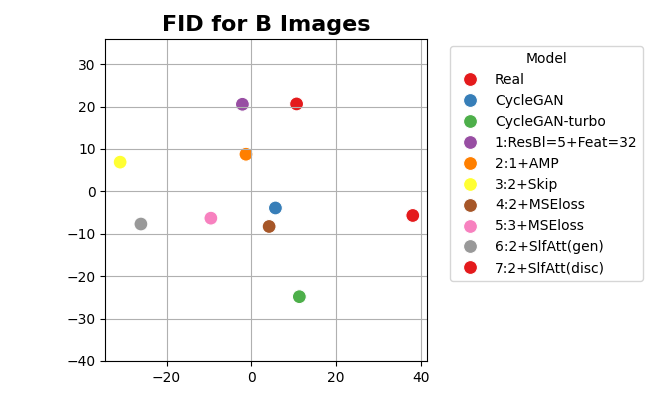 FID for B Images
30
20
10
0
−10
−20
−30
−40
−20
0
20
40
Model
Real
CycleGAN
CycleGAN-turbo
1:ResBl=5+Feat=32
2:1+AMP
3:2+Skip
4:2+MSEloss
5:3+MSEloss
6:2+SlfAtt(gen)
7:2+SlfAtt(disc)